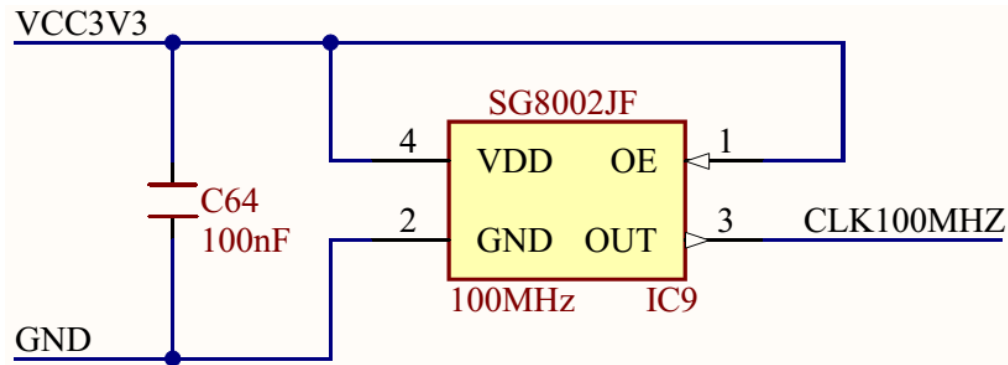 VCC3V3
SG8002JF
4 VDD OE 1
C64
100nF
2 GND OUT 3 CLK100MHZ
100MHz IC9
GND